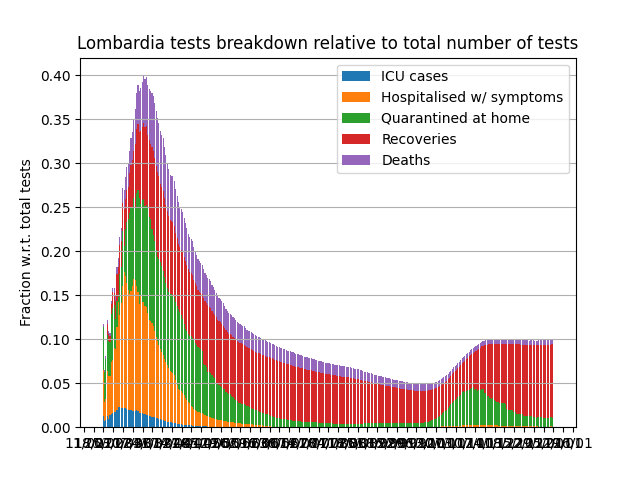 Lombardia tests breakdown relative to total number of tests
ICU cases
Hospitalised w/ symptoms
Quarantined at home
Recoveries
Deaths
Fraction w.r.t. total tests
0.40
0.35
0.30
0.25
0.20
0.15
0.10
0.05
0.00